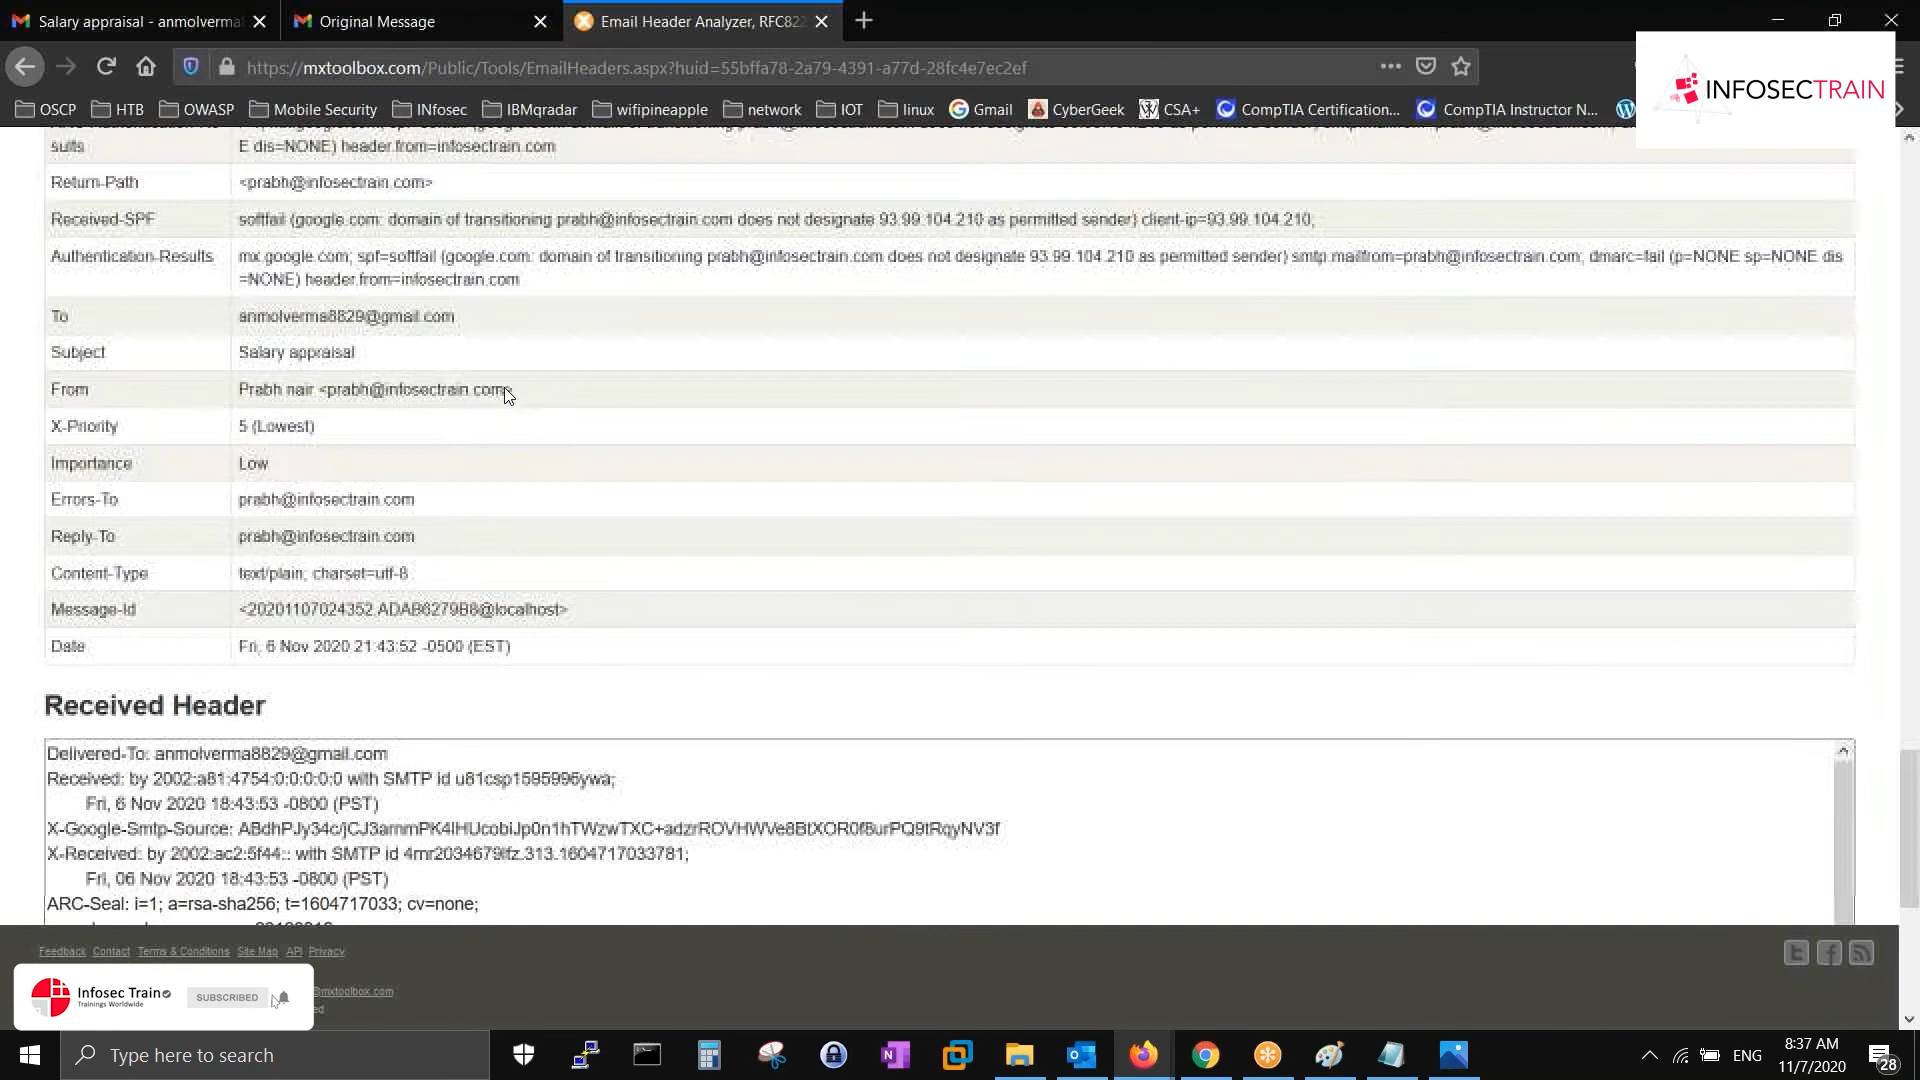 Salary appraisal - anmolverma
Original Message
Email Header Analyzer, RFC822
https://mxtoolbox.com/Public/Tools/EmailHeaders.aspx?huid=55bffa78-2a79-4391-a77d-28fc4e7ec2ef
INFOSECTRAIN
OSCP HTB OWASP Mobile Security INfosec IBMqradar wifipineapple network IOT linux Gmail CyberGeek CSA+ CompTIA Certification... CompTIA Instructor N...
sults E dis=NONE) header.from=infosectrain.com
Return-Path <prabh@infosectrain.com>
Received-SPF softfail (google.com: domain of transitioning prabh@infosectrain.com does not designate 93.99.104.210 as permitted sender) client-ip=93.99.104.210;
Authentication-Results mx.google.com; spf=softfail (google.com: domain of transitioning prabh@infosectrain.com does not designate 93.99.104.210 as permitted sender) smtp.mailfrom=prabh@infosectrain.com; dmarc=fail (p=NONE sp=NONE dis
=NONE) header.from=infosectrain.com
To anmolverma8829@gmail.com
Subject Salary appraisal
From Prabh nair <prabh@infosectrain.com>
X-Priority 5 (Lowest)
Importance Low
Errors-To prabh@infosectrain.com
Reply-To prabh@infosectrain.com
Content-Type text/plain; charset=utf-8
Message-Id <20201107024352.ADAB6279B8@localhost>
Date Fri, 6 Nov 2020 21:43:52 -0500 (EST)
Received Header
Delivered-To: anmolverma8829@gmail.com
Received: by 2002:a81:4754:0:0:0:0:0 with SMTP id u81csp1595996ywa;
Fri, 6 Nov 2020 18:43:53 -0800 (PST)
X-Google-Smtp-Source: ABdhPJy34c/jCJ3armmPK4lHUcobiJp0n1hTWzwTXC+adzrROVHWVe8BtXOR0f8urPQ9tRqyNV3f
X-Received: by 2002:ac2:5f44:: with SMTP id 4mr2034679lfz.313.1604717033781;
Fri, 06 Nov 2020 18:43:53 -0800 (PST)
ARC-Seal: i=1; a=rsa-sha256; t=1604717033; cv=none;
Feedback Contact Terms & Conditions Site Map API Privacy
@mxtoolbox.com
ed
Infosec Train
Trainings Worldwide
SUBSCRIBED
Type here to search
ENG
8:37 AM
11/7/2020
28